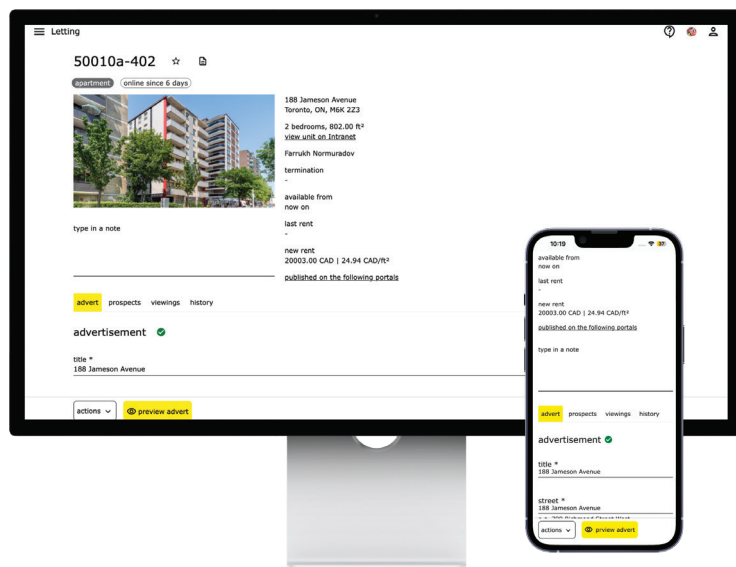 Letting
50010a-402
apartment
online since 6 days
188 Jameson Avenue
Toronto, ON, M6K 2Z3
2 bedrooms, 802.00 ft²
view unit on Intranet
Farrukh Normuradov
termination
-
available from
now on
last rent
-
new rent
20003.00 CAD | 24.94 CAD/ft²
published on the following portals
type in a note
advert prospects viewings history
advertisement
title *
188 Jameson Avenue
actions
preview advert
10:19
available from
now on
last rent
-
new rent
20003.00 CAD | 24.94 CAD/ft²
published on the following portals
type in a note
advert prospects viewings history
advertisement
title *
188 Jameson Avenue
street *
188 Jameson Avenue
actions
prview advert